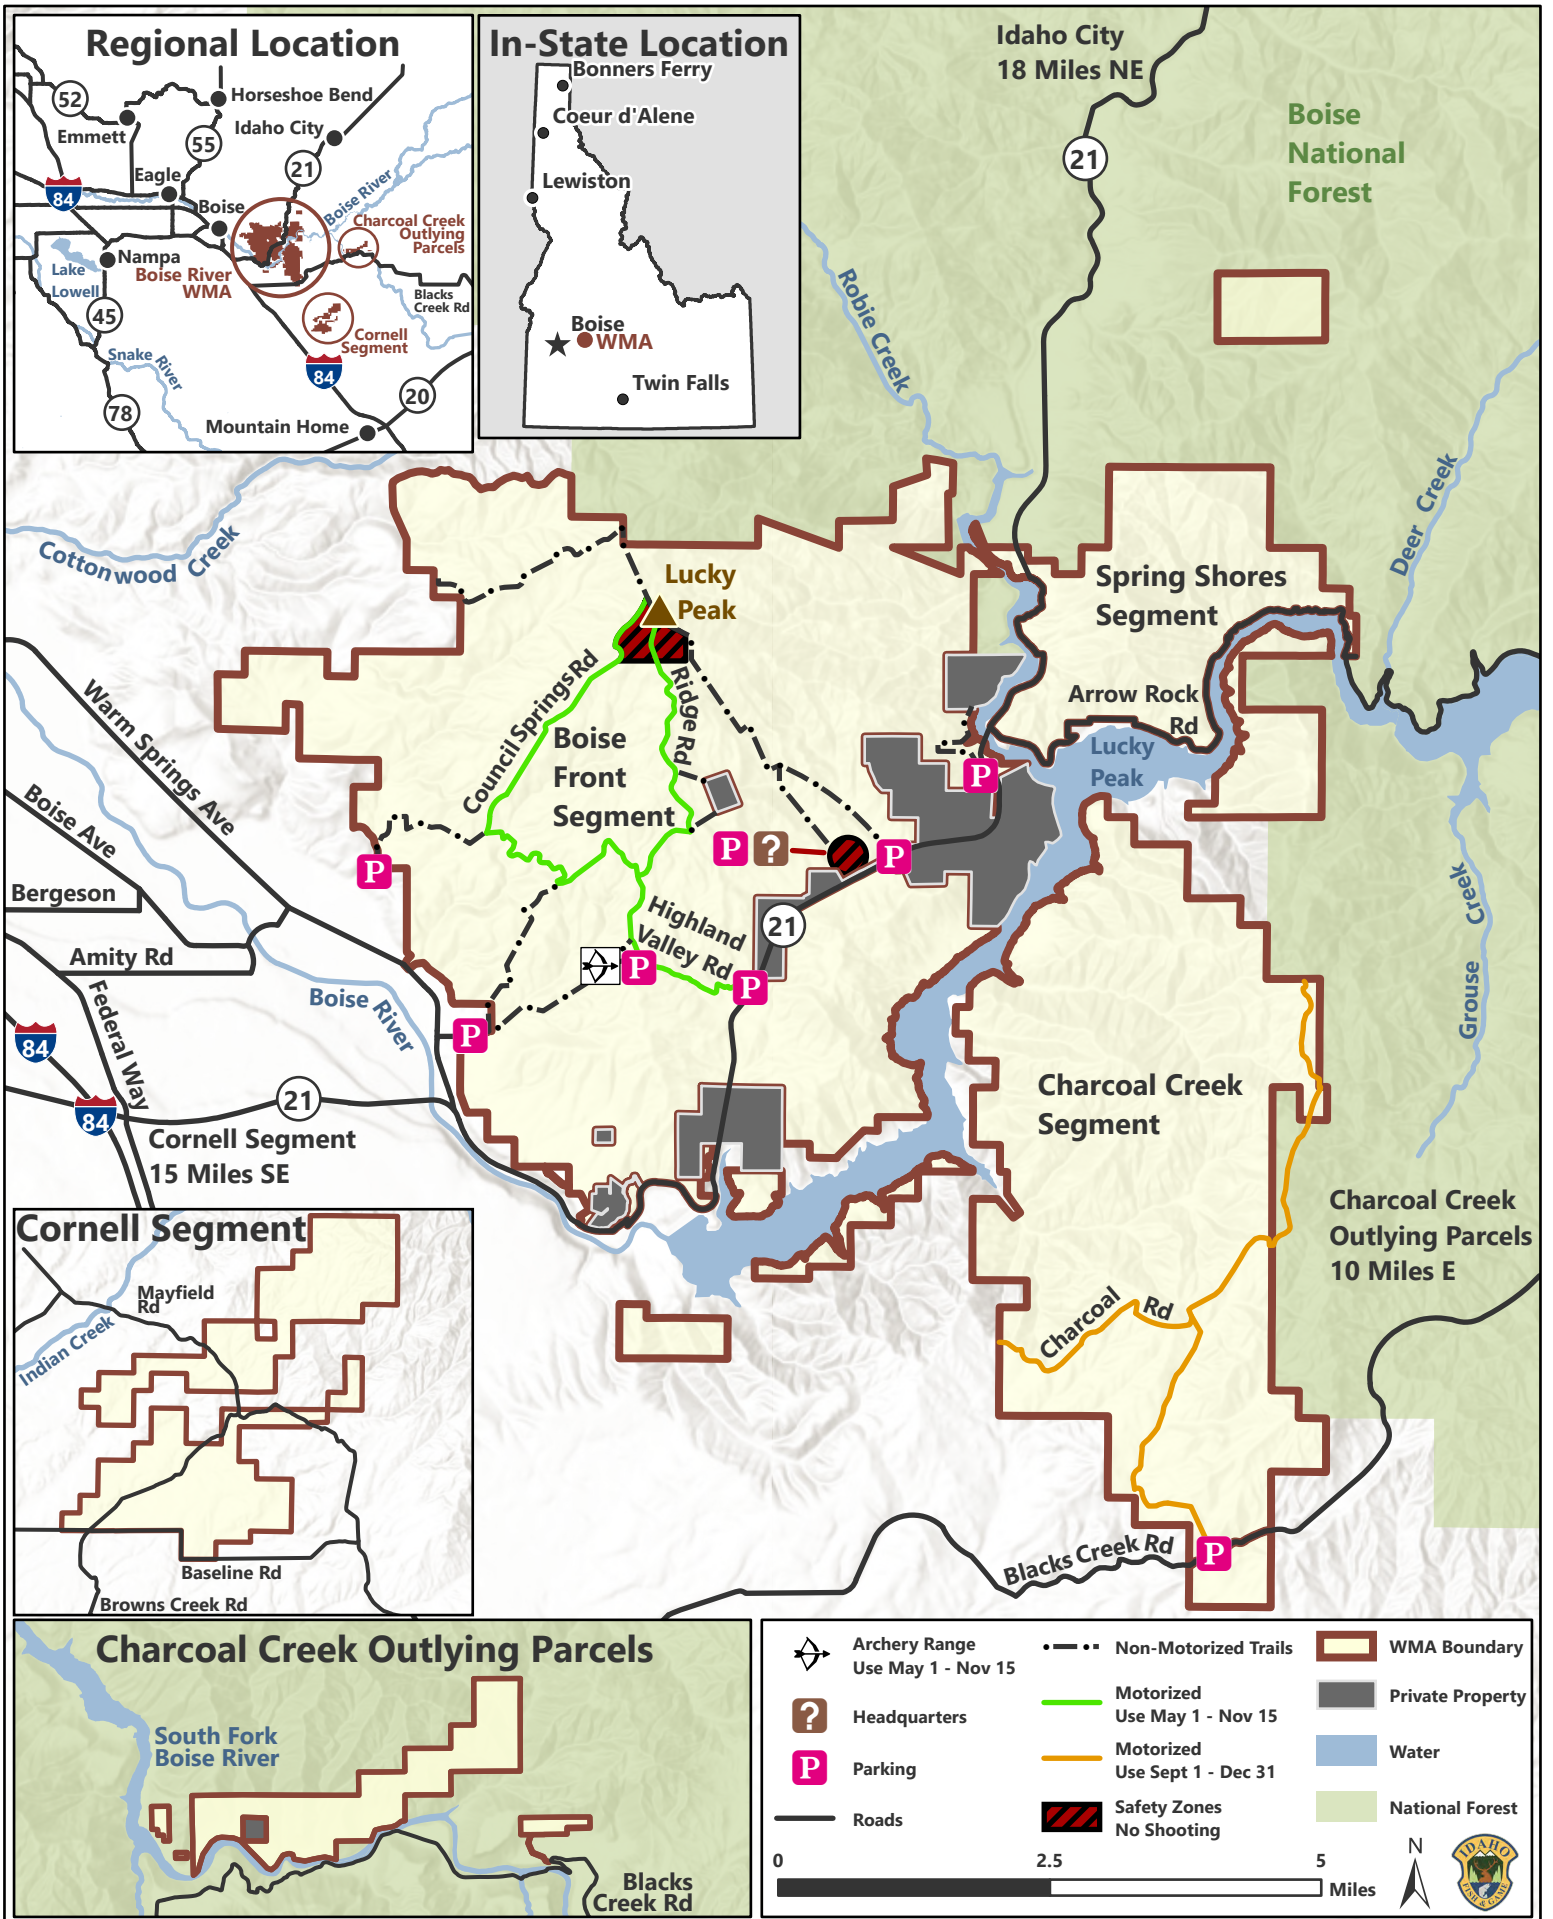 Regional Location
52
Emmett
Horseshoe Bend
55
Idaho City
21
Eagle
84
Boise
Boise River
Charcoal Creek
Outlying
Parcels
Nampa
Lake
Lowell
Boise River
WMA
Blacks
Creek Rd
45
Cornell
Segment
Snake River
84
78
20
Mountain Home
In-State Location
Bonners Ferry
Coeur d'Alene
Lewiston
Boise
WMA
Twin Falls
Idaho City
18 Miles NE
21
Boise
National
Forest
Robie Creek
Deer Creek
Cottonwood Creek
Lucky
Peak
Spring Shores
Segment
Council Springs Rd
Ridge Rd
Boise
Front
Segment
Arrow Rock
Rd
Lucky
Peak
Warm Springs Ave
Boise Ave
Bergeson
Amity Rd
Federal Way
Boise River
P
P
P
?
P
Highland
Valley Rd
21
P
P
P
Grouse Creek
84
84
21
Cornell Segment
15 Miles SE
Charcoal Creek
Segment
Charcoal Creek
Outlying Parcels
10 Miles E
Charcoal Rd
Blacks Creek Rd
P
Cornell Segment
Mayfield
Rd
Indian Creek
Baseline Rd
Browns Creek Rd
Charcoal Creek Outlying Parcels
South Fork
Boise River
Blacks
Creek Rd
Archery Range
Use May 1 - Nov 15
?
Headquarters
P
Parking
Roads
Non-Motorized Trails
Motorized
Use May 1 - Nov 15
Motorized
Use Sept 1 - Dec 31
Safety Zones
No Shooting
WMA Boundary
Private Property
Water
National Forest
0
2.5
5
Miles
N
IDAHO
FISH & GAME